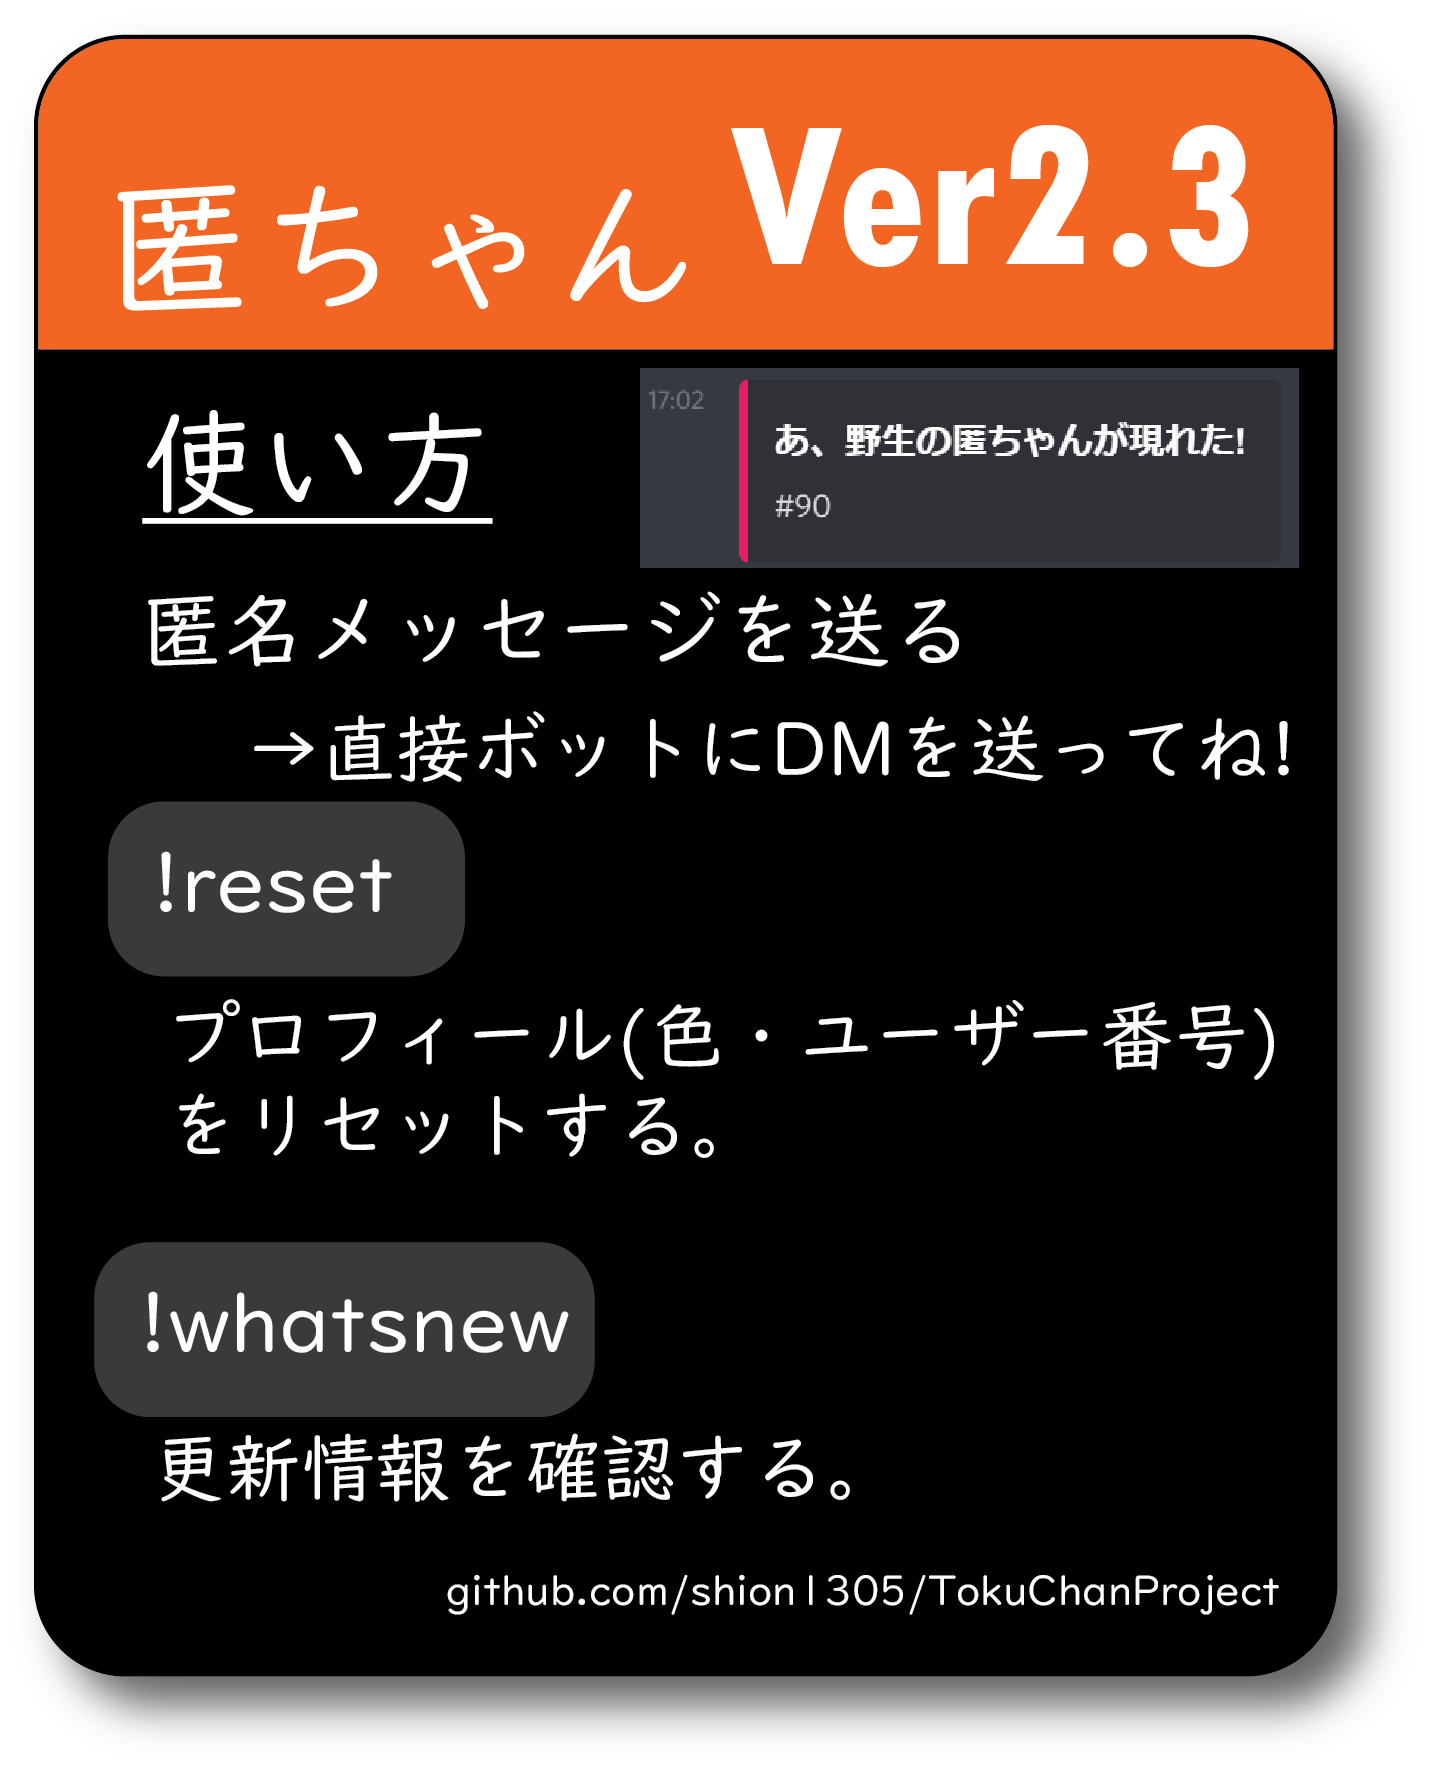 匿ちゃん Ver2.3
使い方
17:02
あ、野生の匿ちゃんが現れた!
#90
匿名メッセージを送る
→直接ボットにDMを送ってね!
!reset
プロフィール(色・ユーザー番号)
をリセットする。
!whatsnew
更新情報を確認する。
github.com/shion1305/TokuChanProject